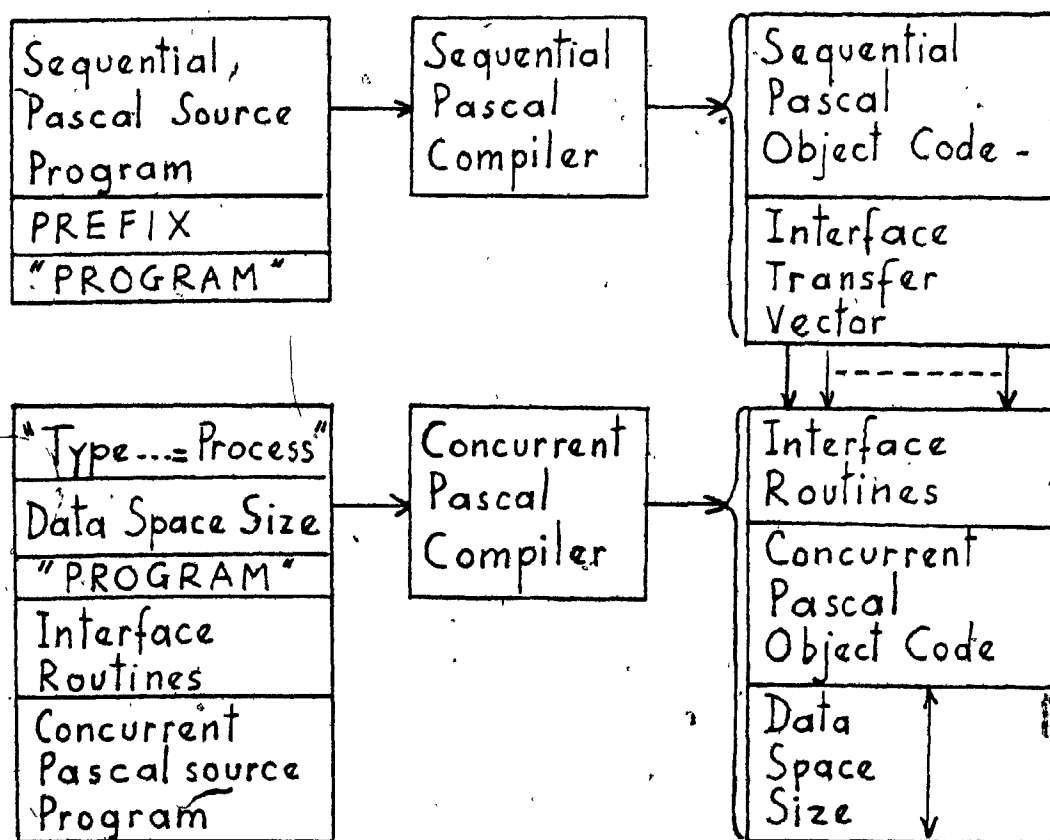 Sequential,
Pascal Source
Program
PREFIX
"PROGRAM"
Sequential
Pascal
Compiler
Sequential
Pascal
Object Code -
Interface
Transfer
Vector
"Type...= Process"
Data Space Size
"PROGRAM"
Interface
Routines
Concurrent
Pascal source
Program
Concurrent
Pascal
Compiler
Interface
Routines
Concurrent
Pascal
Object Code
Data
Space
Size